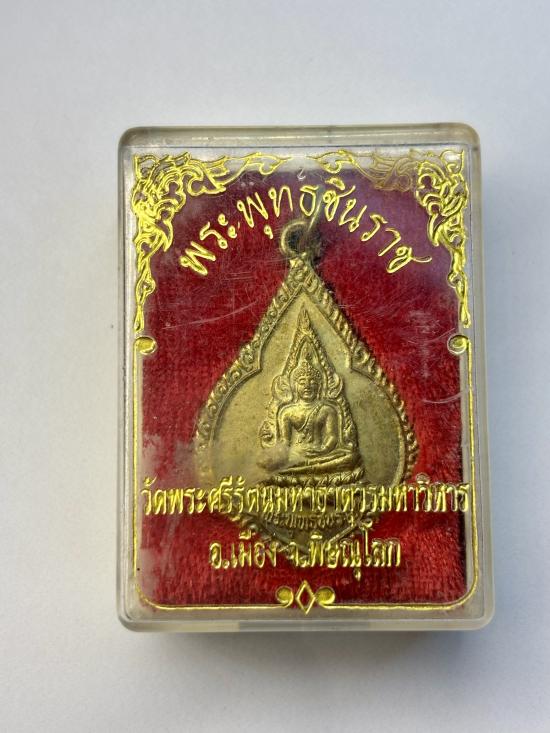 พระพุทธชินราช
วัดพระศรีรัตนมหาธาตุวรมหาวิหาร
อ.เมือง จ.พิษณุโลก